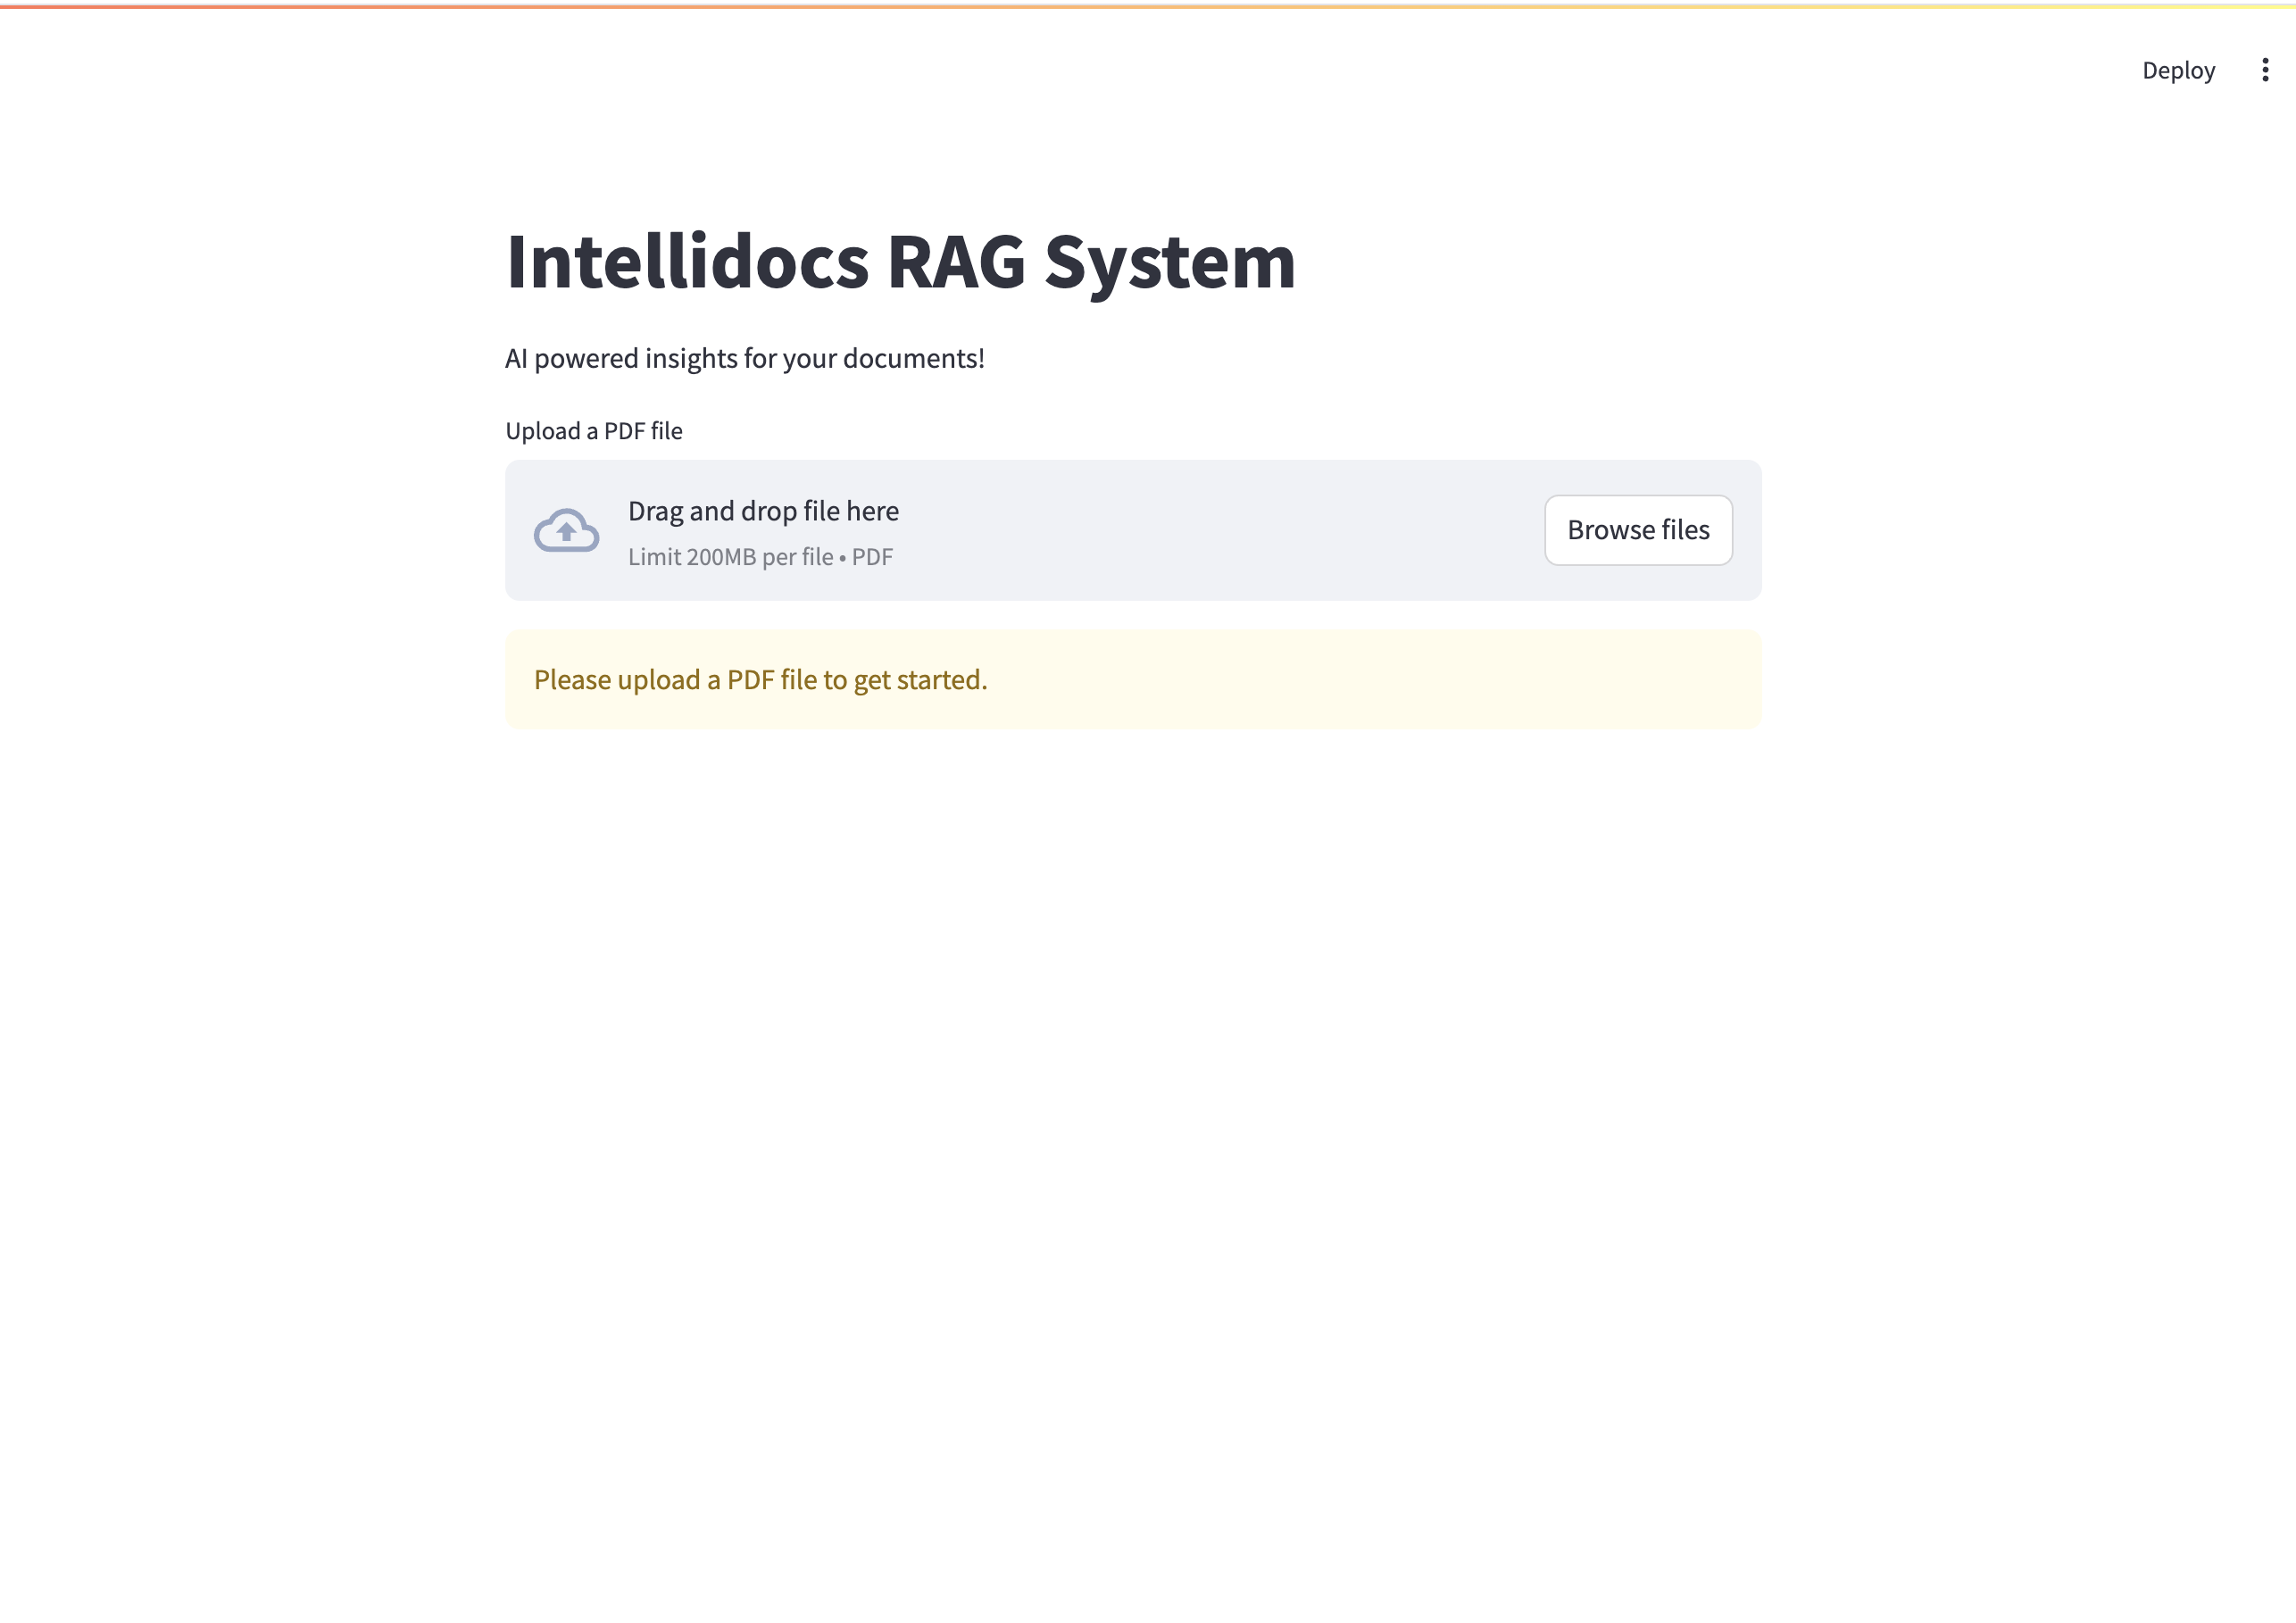 Deploy
Intellidocs RAG System
AI powered insights for your documents!
Upload a PDF file
Drag and drop file here
Limit 200MB per file • PDF
Browse files
Please upload a PDF file to get started.